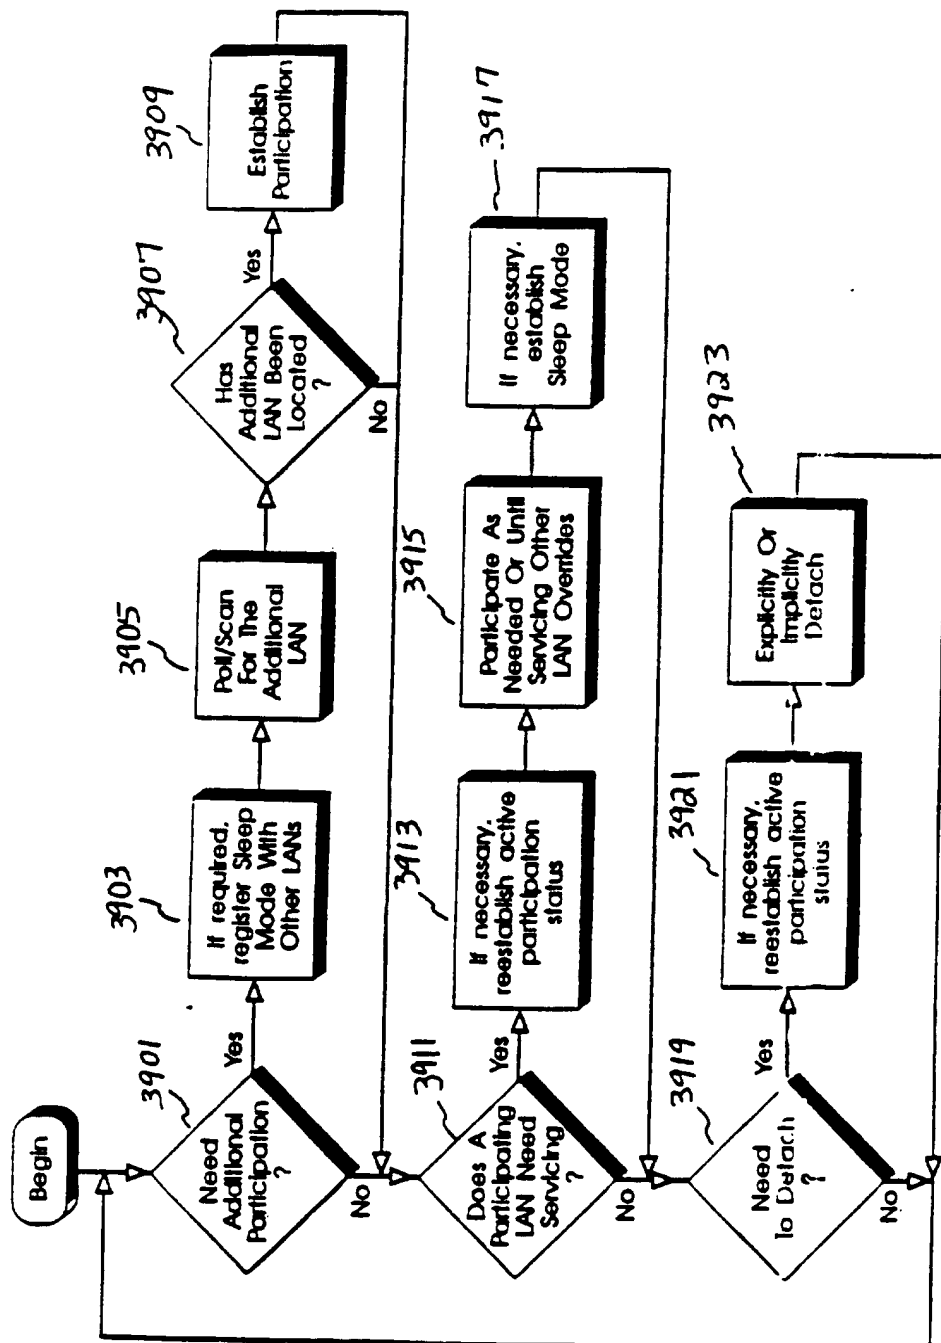 Begin
3901
Need
Additional
Participation
?
Yes
No
3903
If required,
register Sleep
Mode With
Other LANs
3905
Poll/Scan
For The
Additional
LAN
3907
Has
Additional
LAN Been
Located
?
Yes
No
3909
Establish
Participation
3911
Does A
Participating
LAN Need
Servicing
?
Yes
No
3913
If necessary,
reestablish active
participation
status
3915
Participate As
Needed Or Until
Servicing Other
LAN Overrides
3917
If necessary,
establish
Sleep Mode
3919
Need
To Detach
?
Yes
No
3921
If necessary,
reestablish active
participation
status
3923
Explicitly Or
Implicitly
Detach